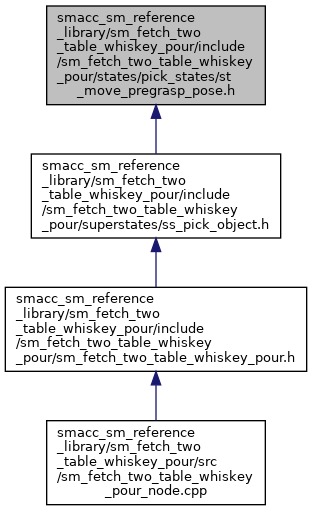 smacc_sm_reference
_library/sm_fetch_two
_table_whiskey_pour/include
/sm_fetch_two_table_whiskey
_pour/states/pick_states/st
_move_pregrasp_pose.h
smacc_sm_reference
_library/sm_fetch_two
_table_whiskey_pour/include
/sm_fetch_two_table_whiskey
_pour/superstates/ss_pick_object.h
smacc_sm_reference
_library/sm_fetch_two
_table_whiskey_pour/include
/sm_fetch_two_table_whiskey
_pour/sm_fetch_two_table_whiskey_pour.h
smacc_sm_reference
_library/sm_fetch_two
_table_whiskey_pour/src
/sm_fetch_two_table_whiskey
_pour_node.cpp